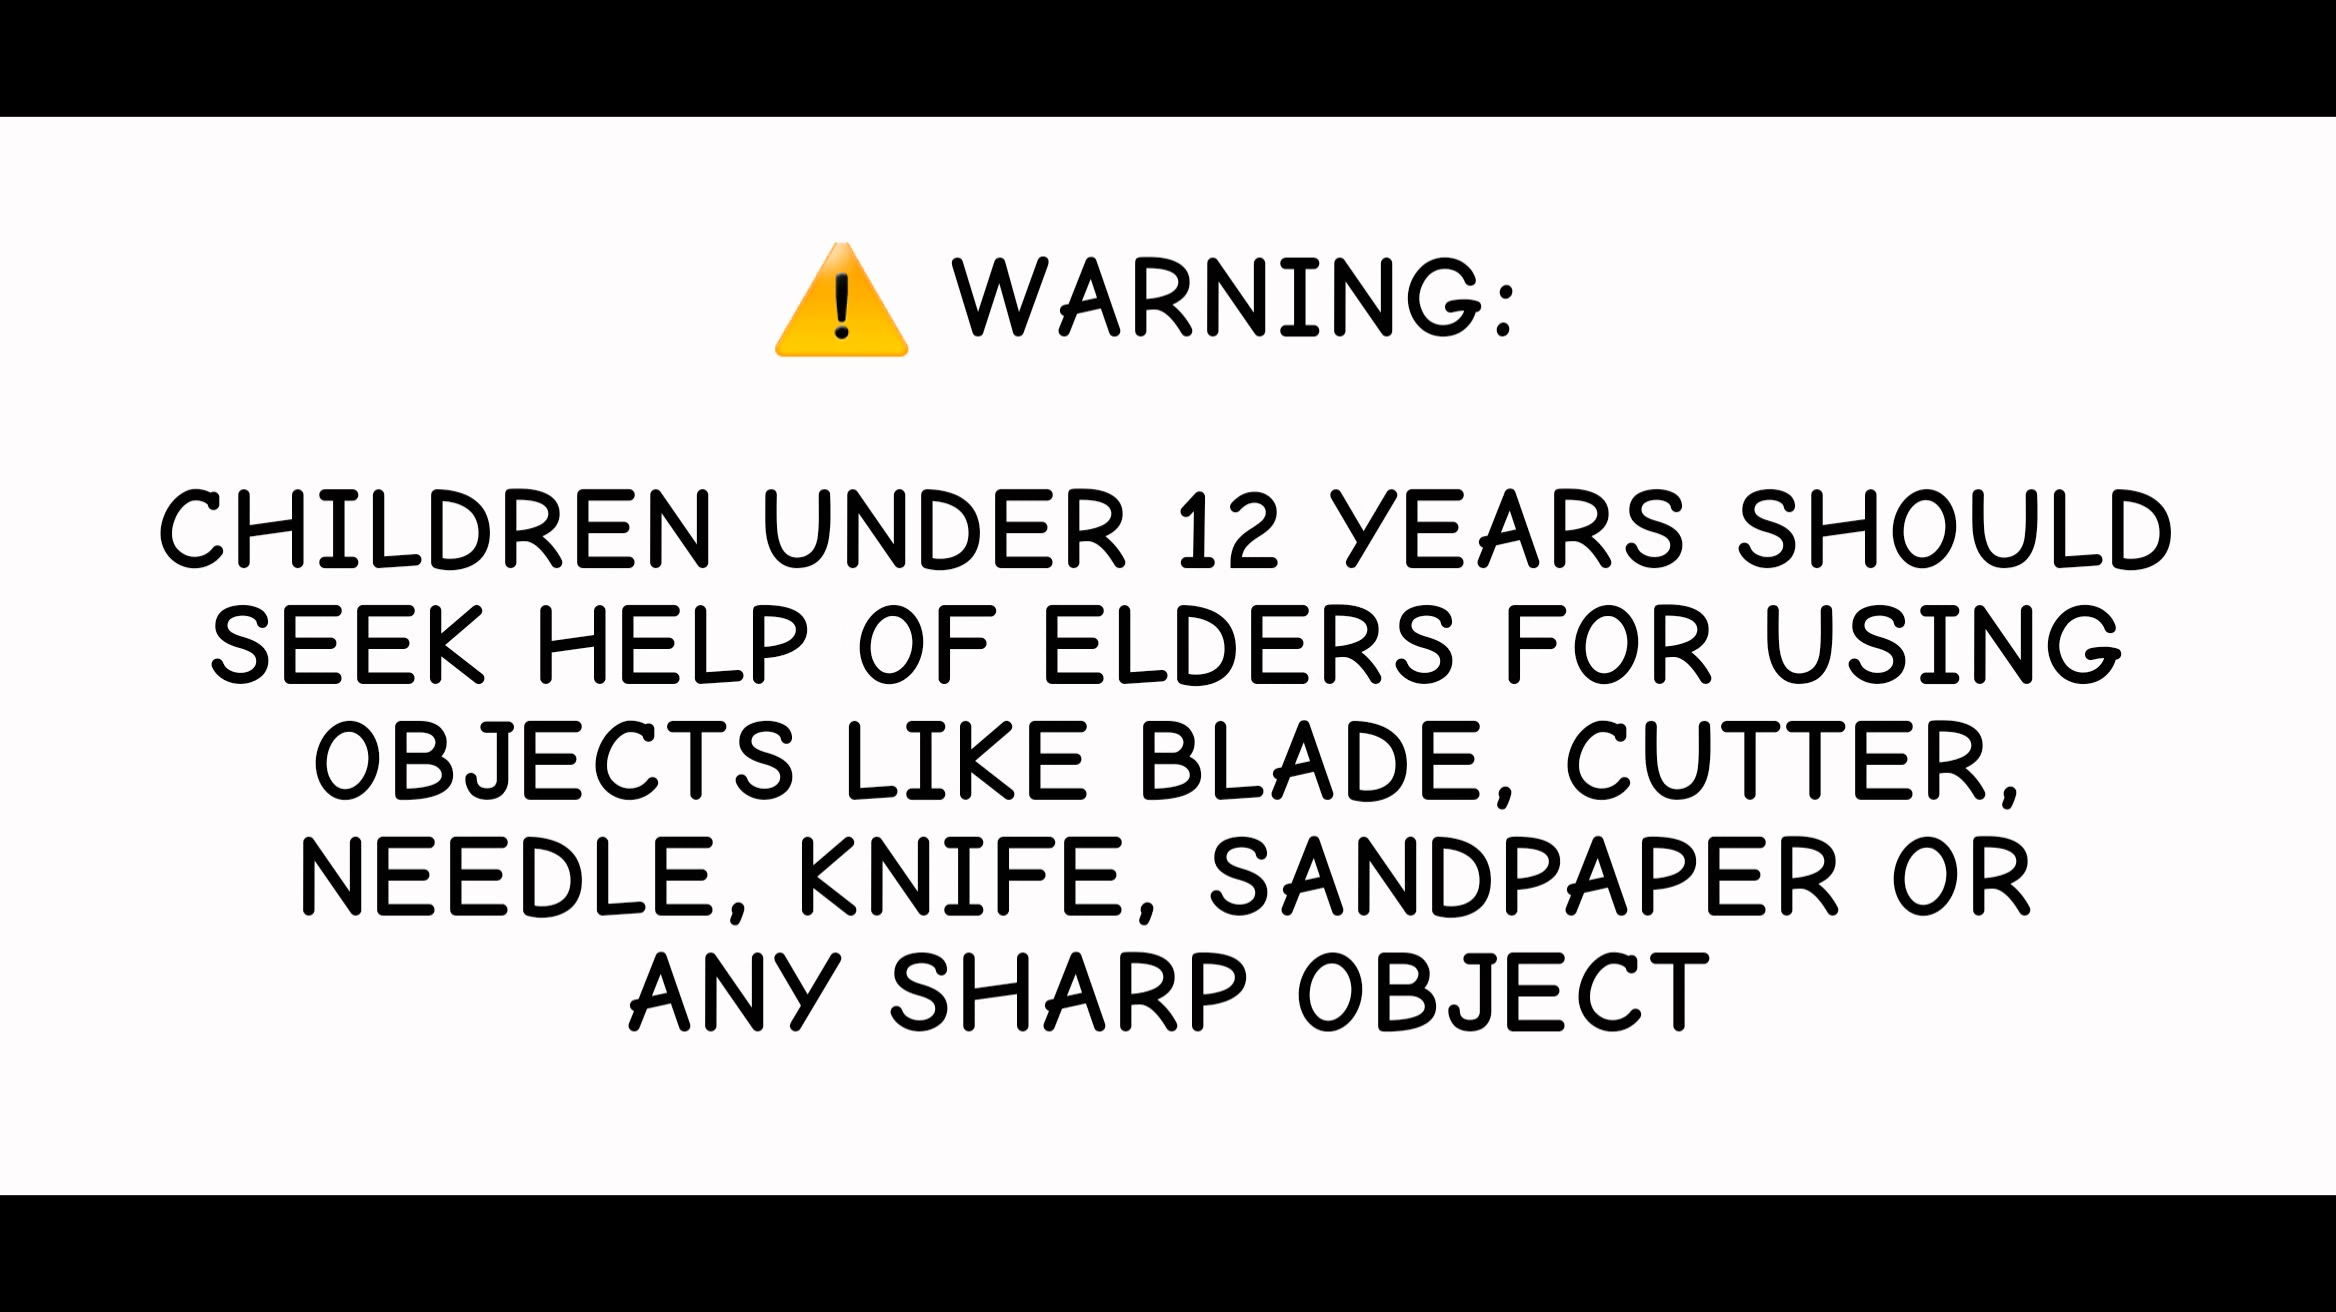 ⚠️ WARNING:
CHILDREN UNDER 12 YEARS SHOULD
SEEK HELP OF ELDERS FOR USING
OBJECTS LIKE BLADE, CUTTER,
NEEDLE, KNIFE, SANDPAPER OR
ANY SHARP OBJECT